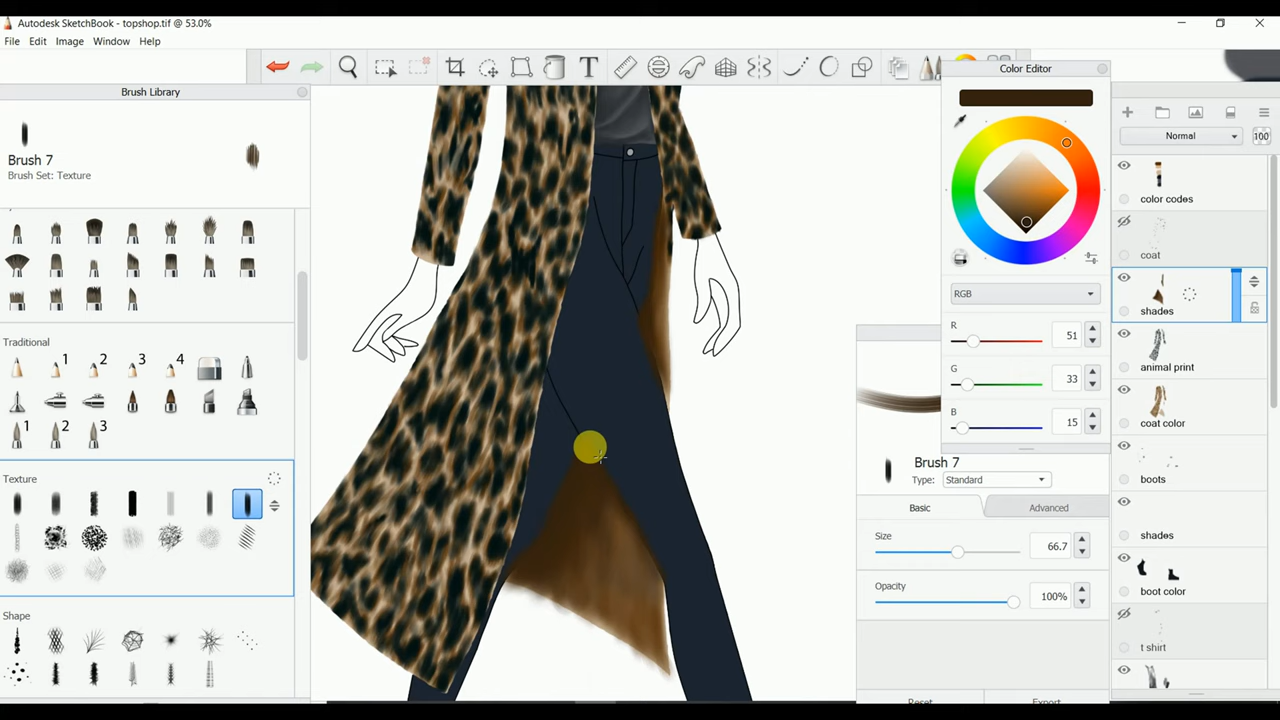 Autodesk SketchBook - topshop.tif @ 53.0%
File Edit Image Window Help
Brush Library
Brush 7
Brush Set: Texture
Traditional
1 2 3 4
1 2 3
Texture
Shape
Color Editor
RGB
R 51
G 33
B 15
Brush 7
Type: Standard
Basic Advanced
Size
66.7
Opacity
100%
Reset Export
Normal 100
color codes
coat
shades
animal print
coat color
boots
shades
boot color
t shirt